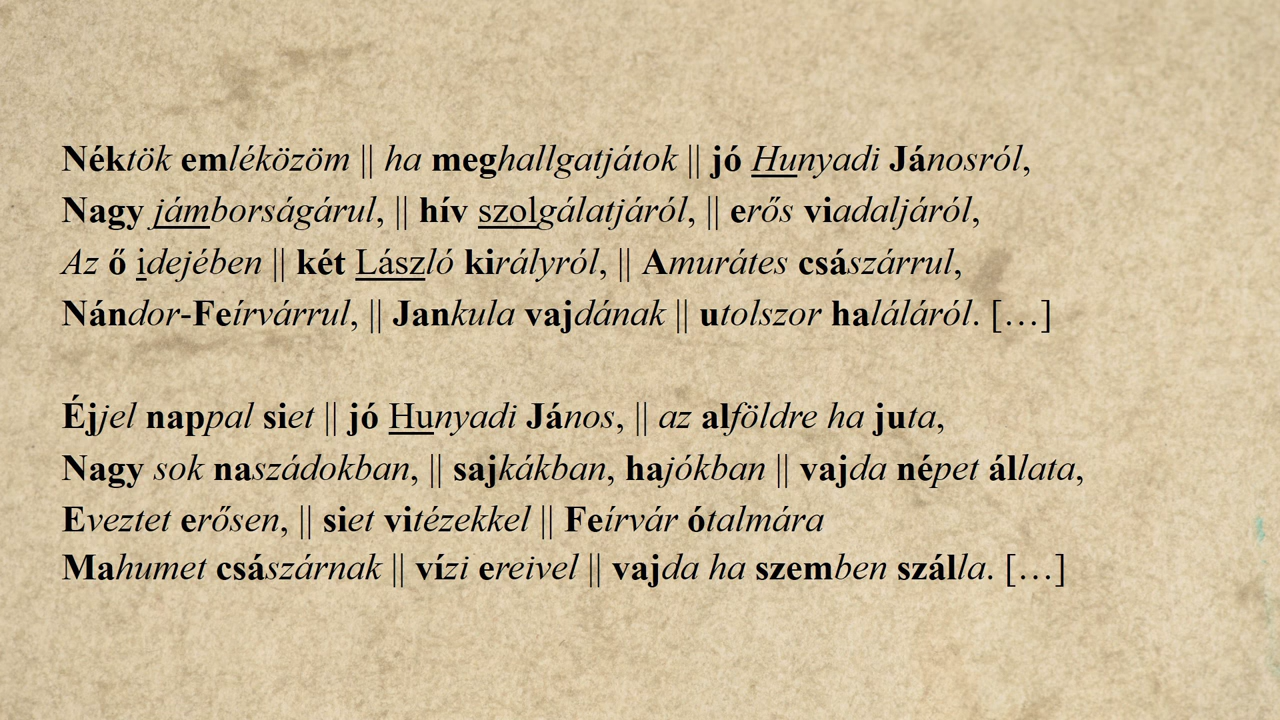 Néktök emléközöm || ha meghallgatjátok || jó Hunyadi Jánosról,
Nagy jámborságárul, || hív szolgálatjáról, || erős viadaljáról,
Az ő idejében || két László királyról, || Amurátes császárrul,
Nándor-Feírvárrul, || Jankula vajdának || utolszor haláláról. […]
Éjjel nappal siet || jó Hunyadi János, || az alföldre ha juta,
Nagy sok naszádokban, || sajkákban, hajókban || vajda népet állata,
Eveztet erősen, || siet vitézekkel || Feírvár ótalmára
Mahumet császárnak || vízi ereivel || vajda ha szemben szálla. […]